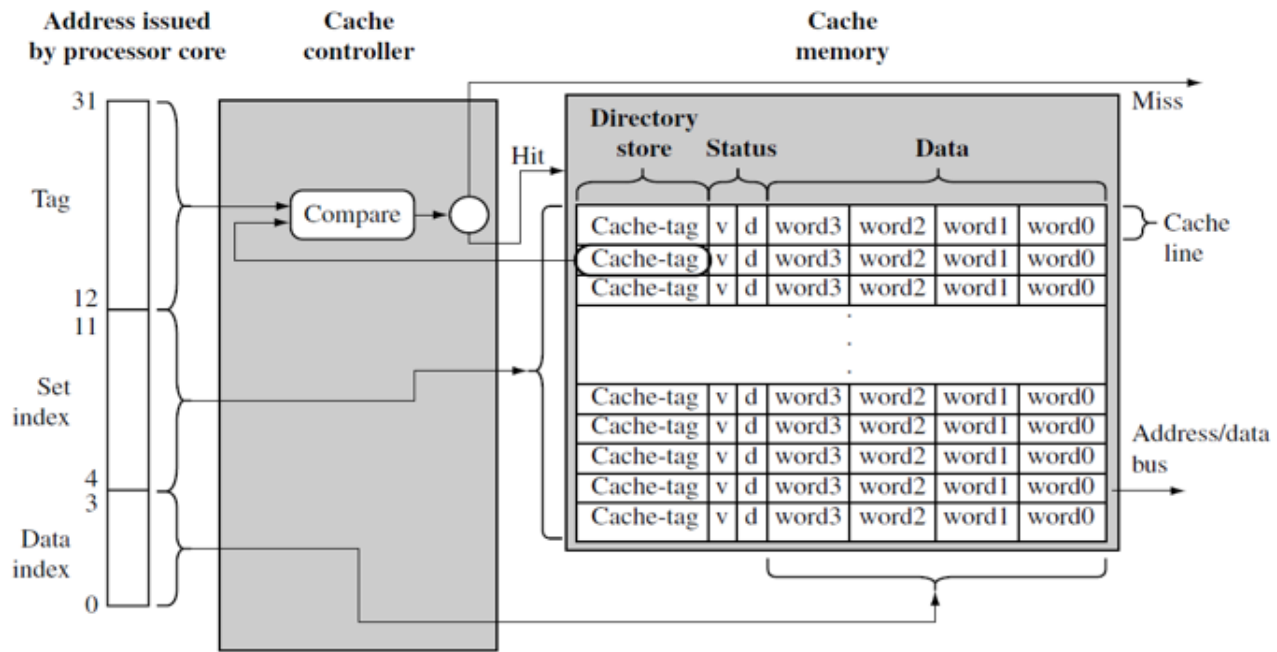 Address issued
by processor core
Cache
controller
Cache
memory
31
Tag
12
11
Set
index
4
3
Data
index
0
Compare
Hit
Miss
Directory
store
Status
Data
Cache-tag v d word3 word2 word1 word0
Cache-tag v d word3 word2 word1 word0
Cache-tag v d word3 word2 word1 word0
.
.
Cache-tag v d word3 word2 word1 word0
Cache-tag v d word3 word2 word1 word0
Cache-tag v d word3 word2 word1 word0
Cache-tag v d word3 word2 word1 word0
Cache-tag v d word3 word2 word1 word0
Cache
line
Address/data
bus